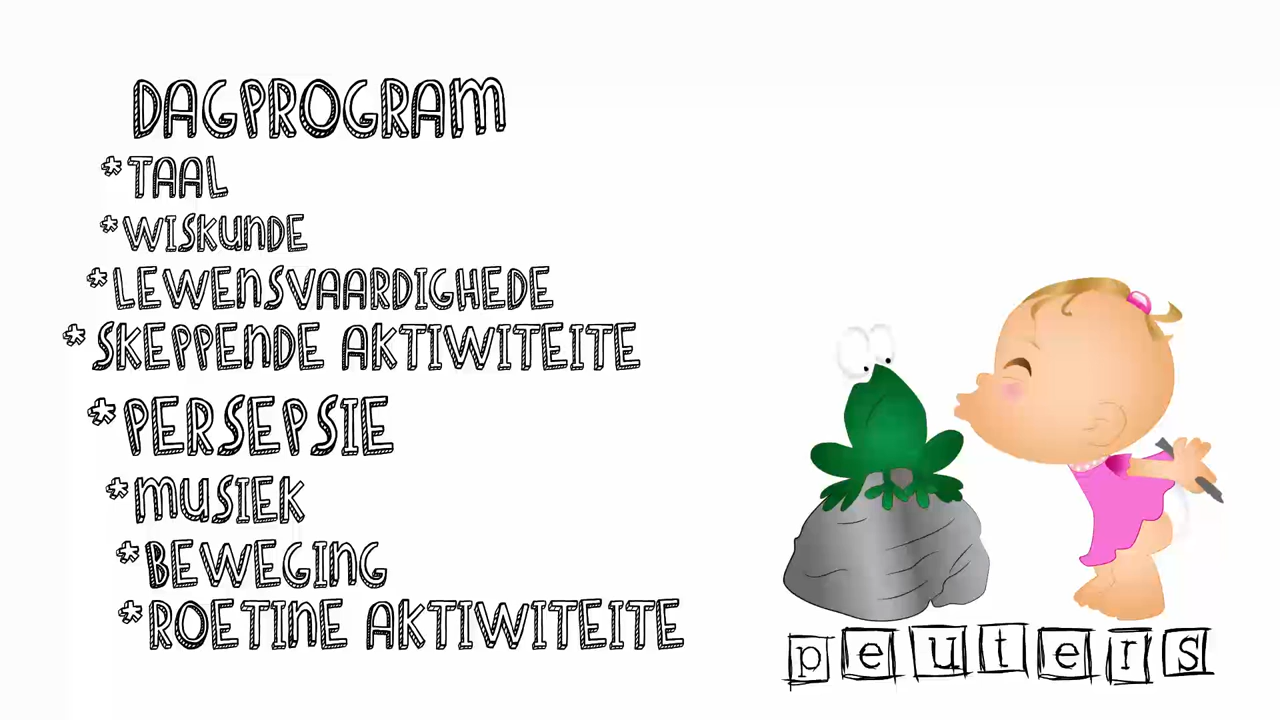 DAGPROGRAM
*TAAL
*WISKUNDE
*LEWENSVAARDIGHEDE
* SKEPPENDE AKTIWITEITE
*PERSEPSIE
*MUSIEK
*BEWEGING
*ROETINE AKTIWITEITE
peuters